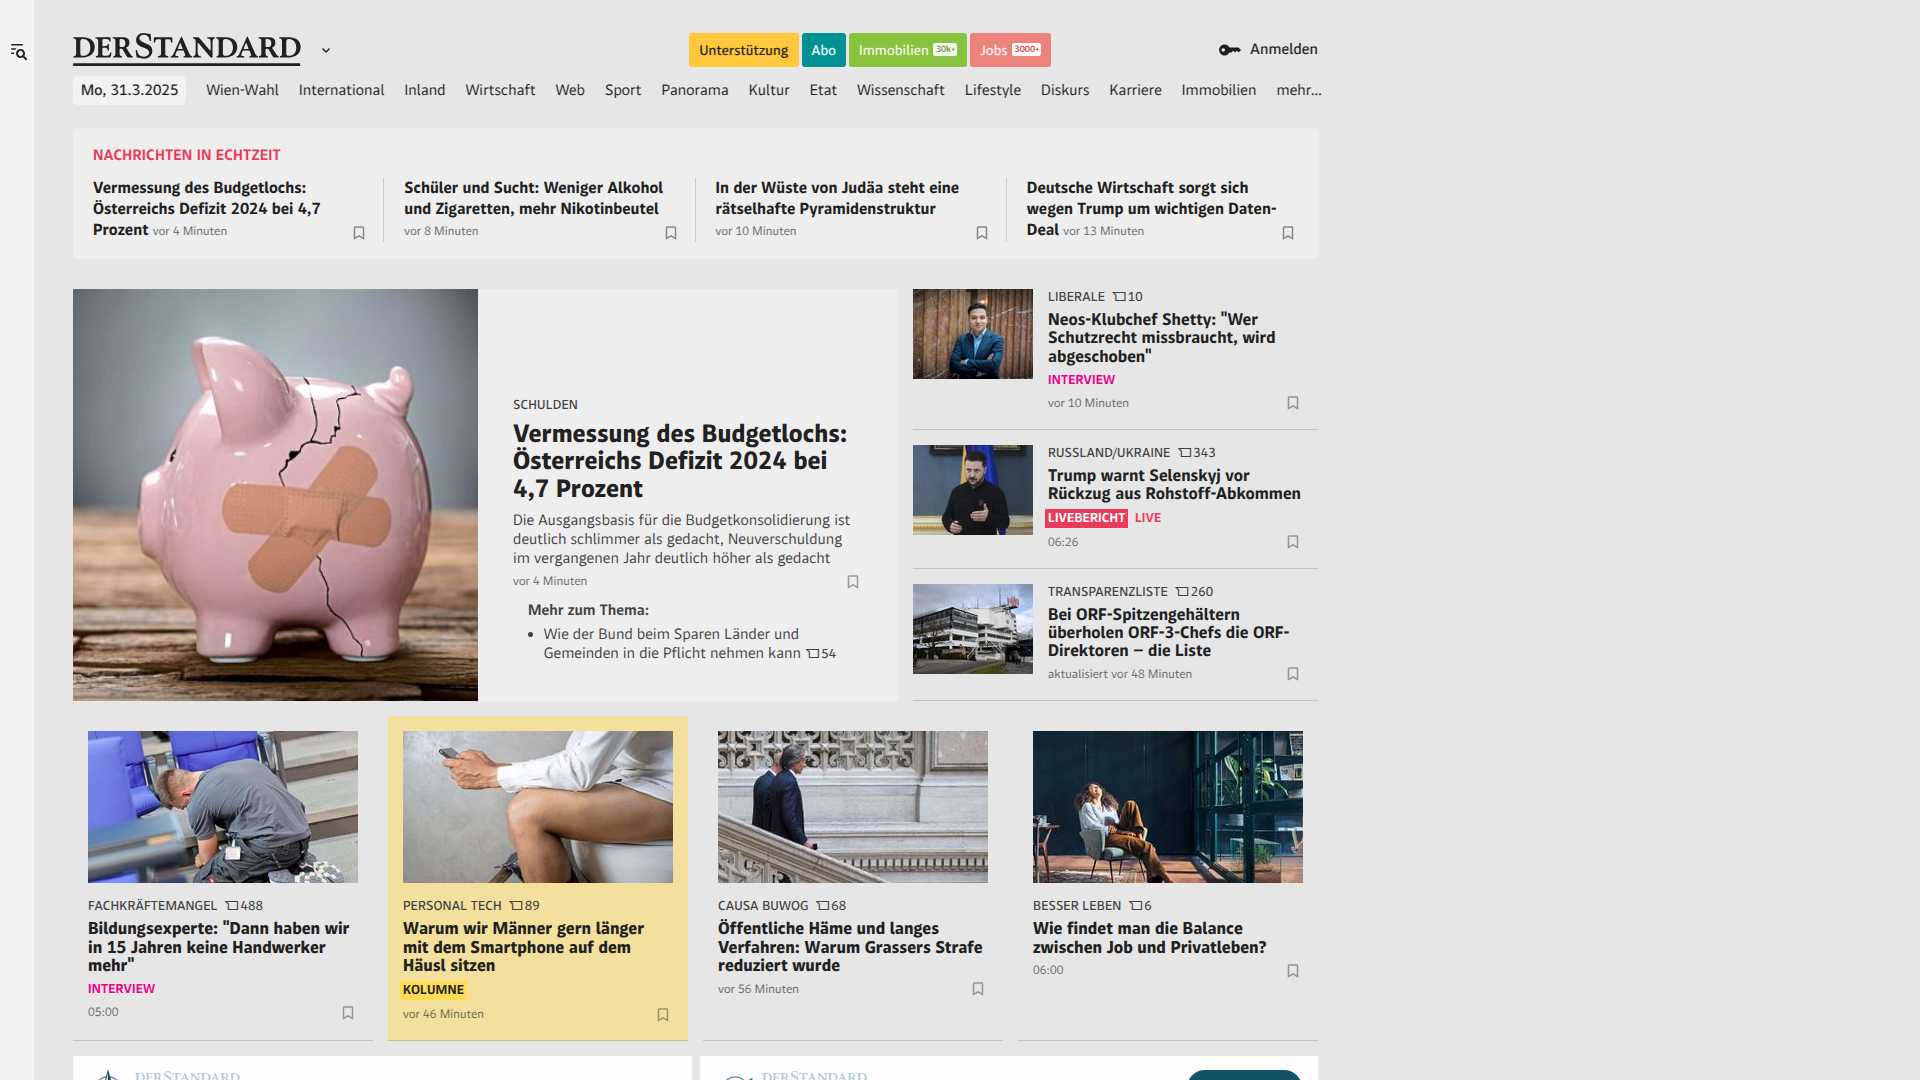 DERSTANDARD
Unterstützung
Abo
Immobilien 30k+
Jobs 3000+
Anmelden
Mo, 31.3.2025
Wien-Wahl
International
Inland
Wirtschaft
Web
Sport
Panorama
Kultur
Etat
Wissenschaft
Lifestyle
Diskurs
Karriere
Immobilien
mehr...
NACHRICHTEN IN ECHTZEIT
Vermessung des Budgetlochs:
Österreichs Defizit 2024 bei 4,7
Prozent vor 4 Minuten
Schüler und Sucht: Weniger Alkohol
und Zigaretten, mehr Nikotinbeutel
vor 8 Minuten
In der Wüste von Judäa steht eine
rätselhafte Pyramidenstruktur
vor 10 Minuten
Deutsche Wirtschaft sorgt sich
wegen Trump um wichtigen Daten-
Deal vor 13 Minuten
SCHULDEN
Vermessung des Budgetlochs:
Österreichs Defizit 2024 bei
4,7 Prozent
Die Ausgangsbasis für die Budgetkonsolidierung ist
deutlich schlimmer als gedacht, Neuverschuldung
im vergangenen Jahr deutlich höher als gedacht
vor 4 Minuten
Mehr zum Thema:
• Wie der Bund beim Sparen Länder und
Gemeinden in die Pflicht nehmen kann 54
LIBERALE 10
Neos-Klubchef Shetty: "Wer
Schutzrecht missbraucht, wird
abgeschoben"
INTERVIEW
vor 10 Minuten
RUSSLAND/UKRAINE 343
Trump warnt Selenskyj vor
Rückzug aus Rohstoff-Abkommen
LIVEBERICHT LIVE
06:26
TRANSPARENZLISTE 260
Bei ORF-Spitzengehältern
überholen ORF-3-Chefs die ORF-
Direktoren – die Liste
aktualisiert vor 48 Minuten
FACHKRÄFTEMANGEL 488
Bildungsexperte: "Dann haben wir
in 15 Jahren keine Handwerker
mehr"
INTERVIEW
05:00
PERSONAL TECH 89
Warum wir Männer gern länger
mit dem Smartphone auf dem
Häusl sitzen
KOLUMNE
vor 46 Minuten
CAUSA BUWOG 68
Öffentliche Häme und langes
Verfahren: Warum Grassers Strafe
reduziert wurde
vor 56 Minuten
BESSER LEBEN 6
Wie findet man die Balance
zwischen Job und Privatleben?
06:00
DERSTANDARD
DERSTANDARD